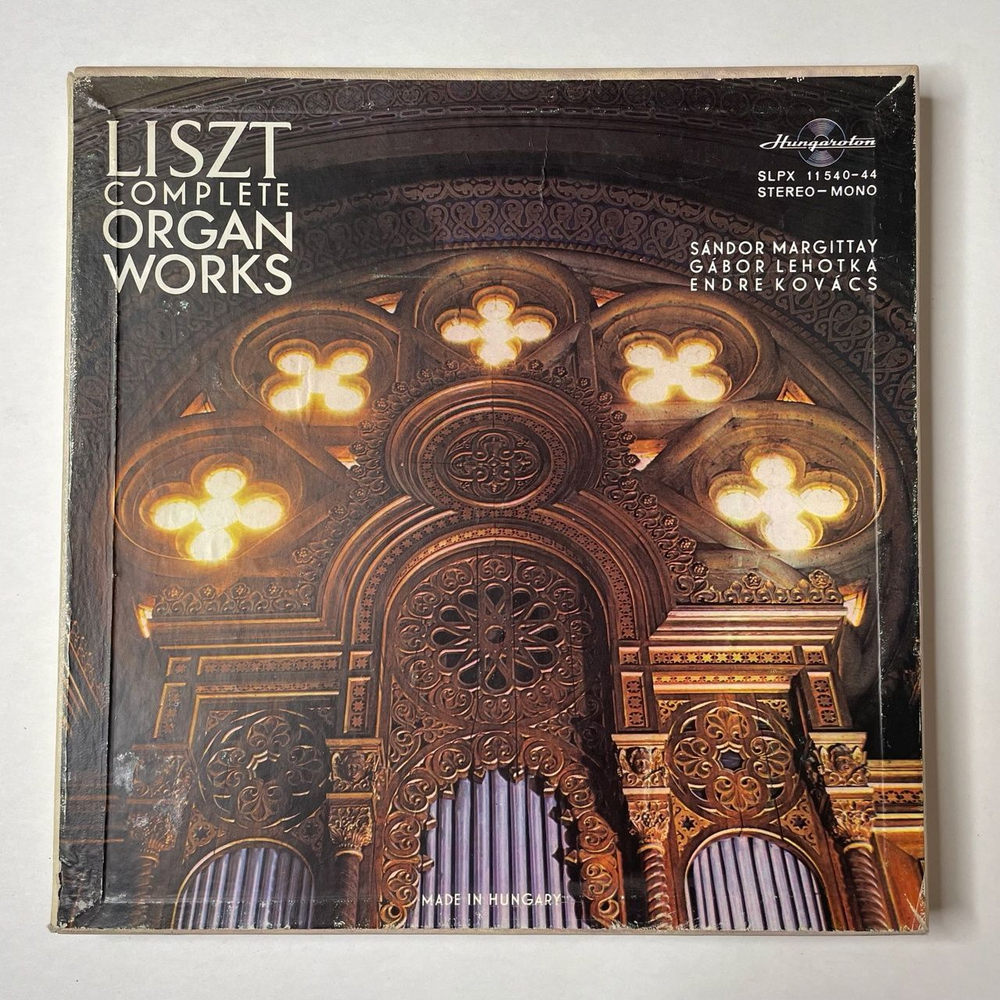 LISZT
COMPLETE
ORGAN
WORKS
Hungaroton
SLPX 11540-44
STEREO-MONO
SÁNDOR MARGITTAY
GÁBOR LEHOTKA
ENDRE KOVÁCS
MADE IN HUNGARY